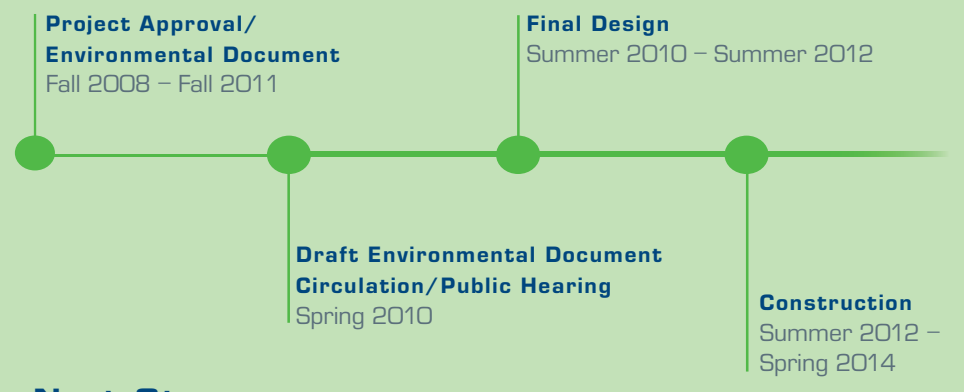 Project Approval/
Environmental Document
Fall 2008 – Fall 2011
Final Design
Summer 2010 – Summer 2012
Draft Environmental Document
Circulation/Public Hearing
Spring 2010
Construction
Summer 2012 –
Spring 2014